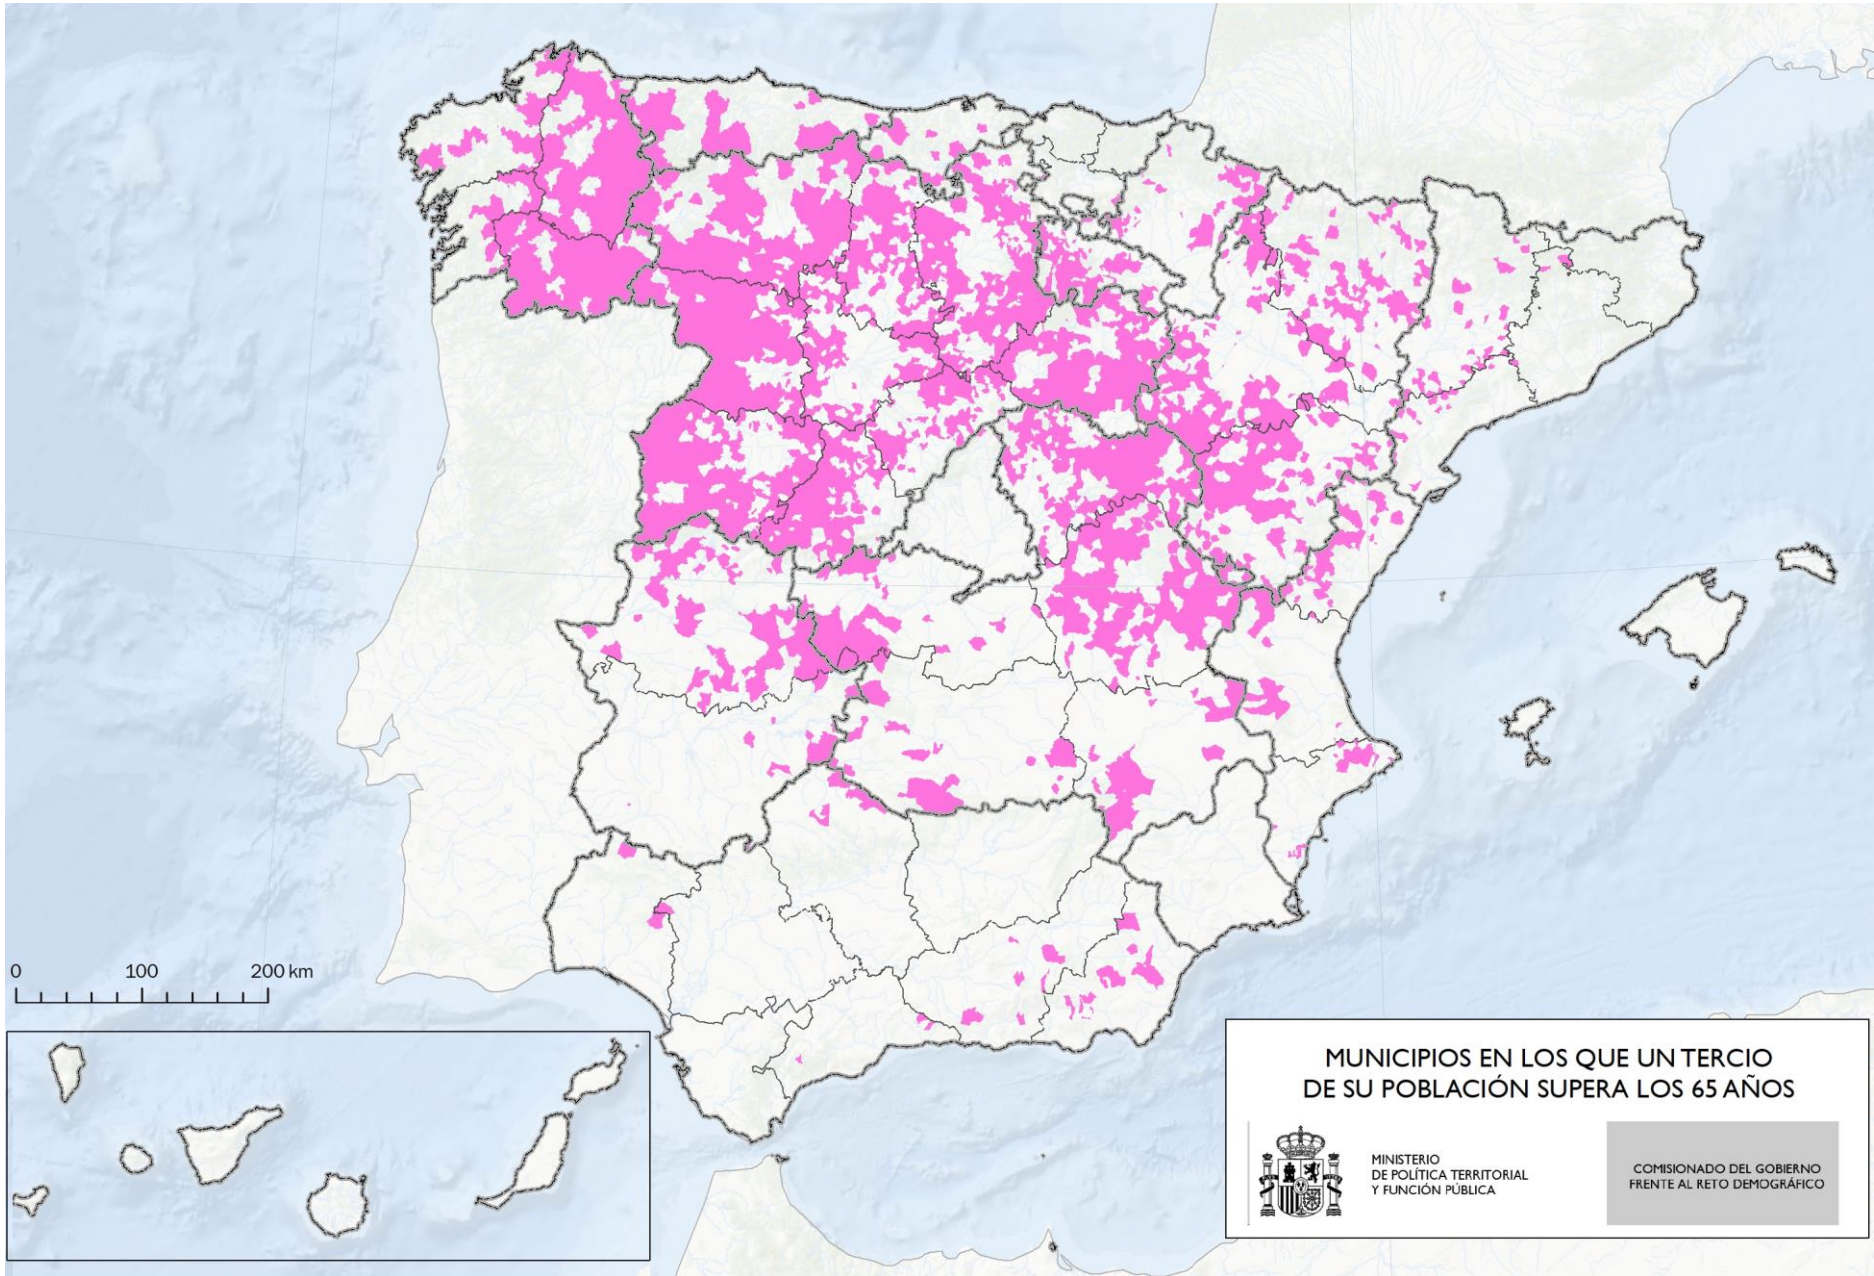 0 100 200 km
MUNICIPIOS EN LOS QUE UN TERCIO
DE SU POBLACIÓN SUPERA LOS 65 AÑOS
MINISTERIO
DE POLÍTICA TERRITORIAL
Y FUNCIÓN PÚBLICA
COMISIONADO DEL GOBIERNO
FRENTE AL RETO DEMOGRÁFICO